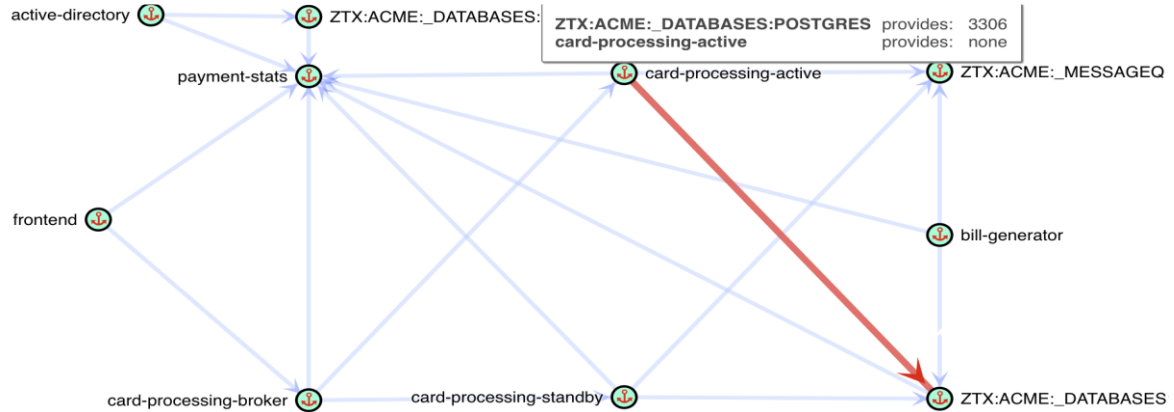 active-directory
ZTX:ACME:_DATABASES:
ZTX:ACME:_DATABASES:POSTGRES provides: 3306
card-processing-active provides: none
payment-stats
card-processing-active
ZTX:ACME:_MESSAGEQ
frontend
bill-generator
card-processing-broker
card-processing-standby
ZTX:ACME:_DATABASES